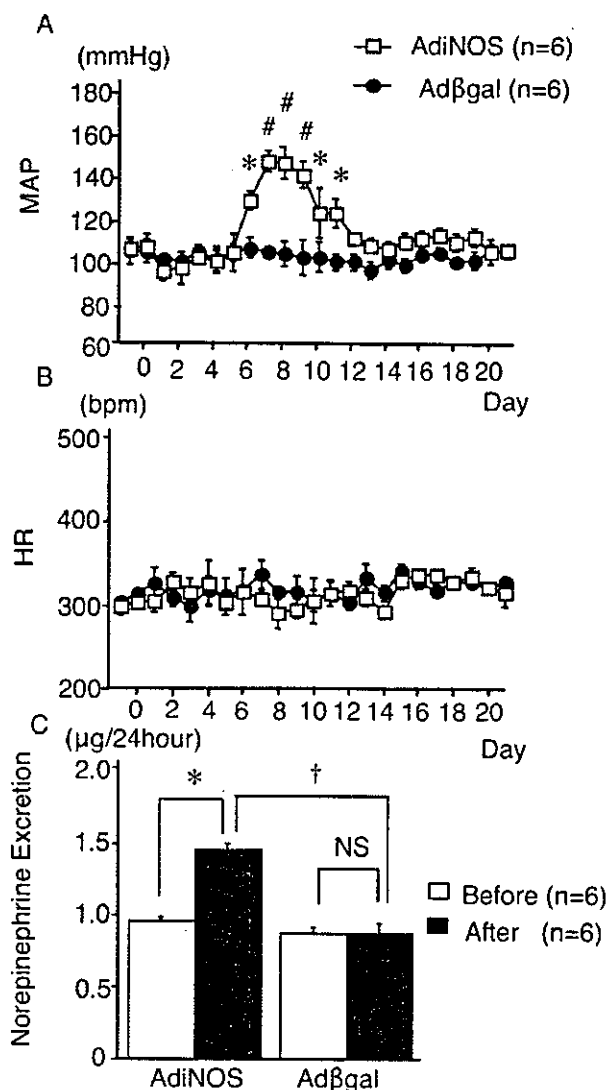 A
(mmHg)
AdiNOS (n=6)
Adβgal (n=6)
180
160
140
120
100
80
60
MAP
#
#
#
*
*
*
0 2 4 6 8 10 12 14 16 18 20
Day
B
(bpm)
500
400
300
200
HR
0 2 4 6 8 10 12 14 16 18 20
Day
C
(µg/24hour)
2.0
1.5
1.0
0.5
0
Norepinephrine Excretion
*
†
NS
Before (n=6)
After (n=6)
AdiNOS Adβgal